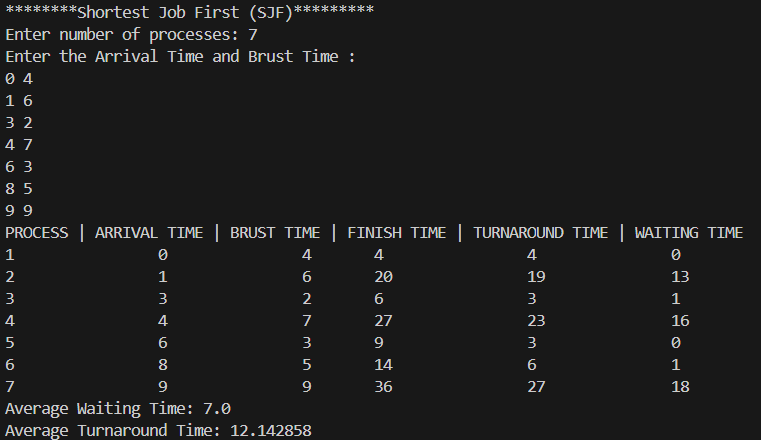 ********Shortest Job First (SJF)*********
Enter number of processes: 7
Enter the Arrival Time and Brust Time :
0 4
1 6
3 2
4 7
6 3
8 5
9 9
PROCESS | ARRIVAL TIME | BRUST TIME | FINISH TIME | TURNAROUND TIME | WAITING TIME
1 0 4 4 4 0
2 1 6 20 19 13
3 3 2 6 3 1
4 4 7 27 23 16
5 6 3 9 3 0
6 8 5 14 6 1
7 9 9 36 27 18
Average Waiting Time: 7.0
Average Turnaround Time: 12.142858